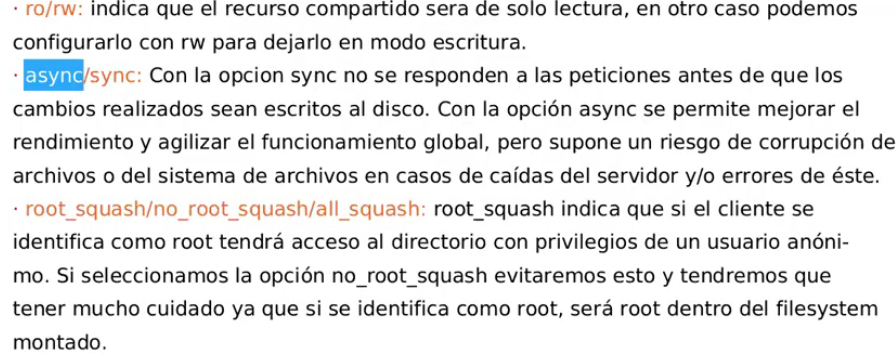 · ro/rw: indica que el recurso compartido sera de solo lectura, en otro caso podemos
configurarlo con rw para dejarlo en modo escritura.
· async/sync: Con la opcion sync no se responden a las peticiones antes de que los
cambios realizados sean escritos al disco. Con la opción async se permite mejorar el
rendimiento y agilizar el funcionamiento global, pero supone un riesgo de corrupción de
archivos o del sistema de archivos en casos de caídas del servidor y/o errores de éste.
· root_squash/no_root_squash/all_squash: root_squash indica que si el cliente se
identifica como root tendrá acceso al directorio con privilegios de un usuario anóni-
mo. Si seleccionamos la opción no_root_squash evitaremos esto y tendremos que
tener mucho cuidado ya que si se identifica como root, será root dentro del filesystem
montado.